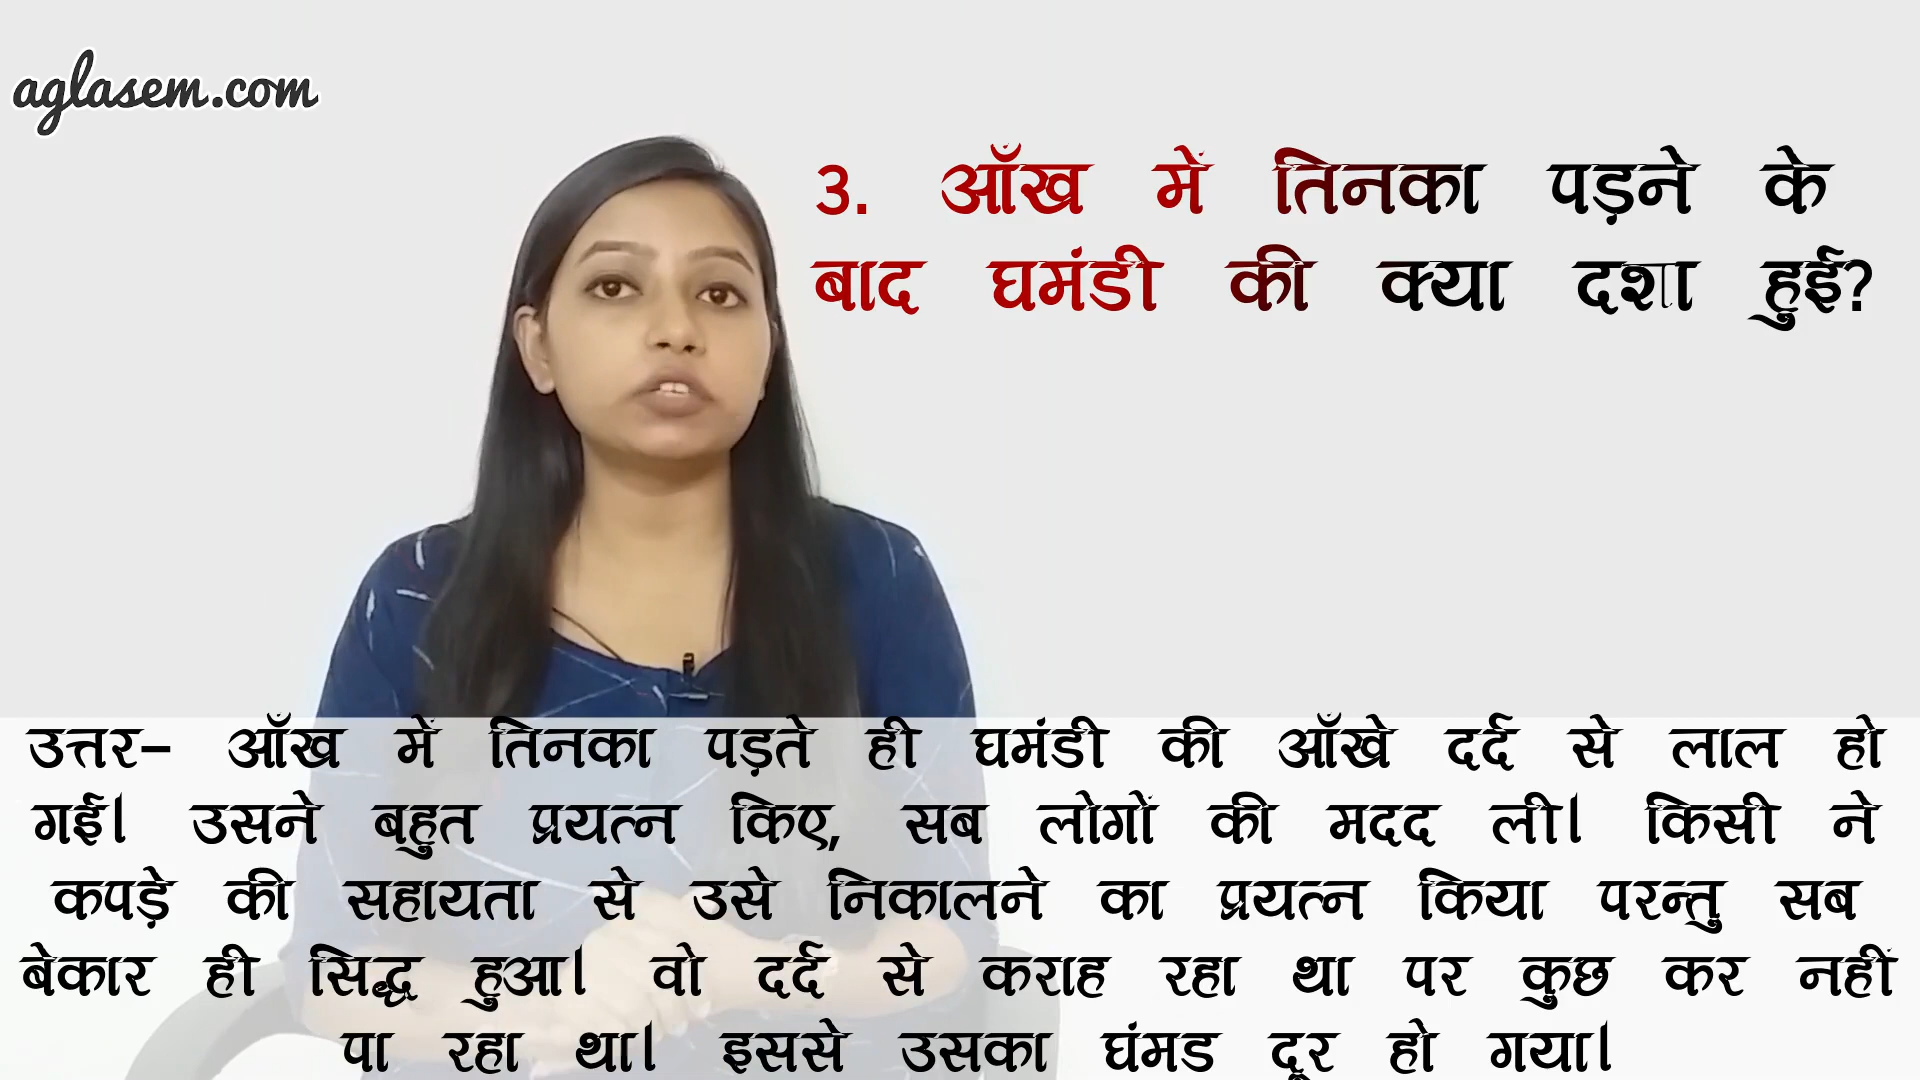 aglasem.com
3. आँख में तिनका पड़ने के
बाद घमंडी की क्या दशा हुई?
उत्तर– आँख में तिनका पड़ते ही घमंडी की आँखे दर्द से लाल हो
गई। उसने बहुत प्रयत्न किए, सब लोगों की मदद ली। किसी ने
कपड़े की सहायता से उसे निकालने का प्रयत्न किया परन्तु सब
बेकार ही सिद्ध हुआ। वो दर्द से कराह रहा था पर कुछ कर नहीं
पा रहा था। इससे उसका घंमड दूर हो गया।